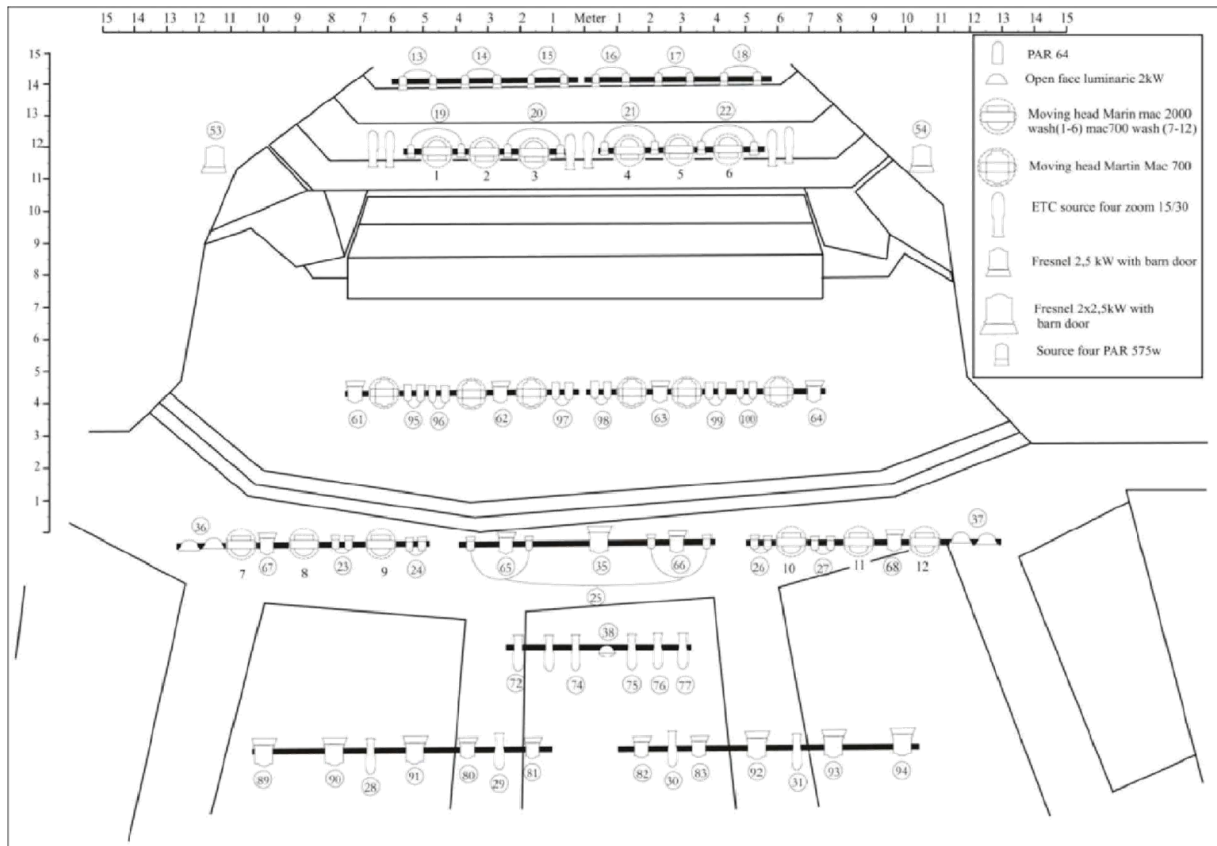 15 14 13 12 11 10 9 8 7 6 5 4 3 2 1 Meter 1 2 3 4 5 6 7 8 9 10 11 12 13 14 15
15
14
13
12
11
10
9
8
7
6
5
4
3
2
1
13 14 15 16 17 18
19 20 21 22
53 54
1 2 3 4 5 6
61 95 96 62 97 98 63 99 100 64
36 37
7 67 8 23 9 24 65 35 66 26 10 27 11 68 12
25
38
72 74 75 76 77
89 90 28 91 80 29 81 82 30 83 92 31 93 94
PAR 64
Open face luminarie 2kW
Moving head Marin mac 2000
wash(1-6) mac700 wash (7-12)
Moving head Martin Mac 700
ETC source four zoom 15/30
Fresnel 2,5 kW with barn door
Fresnel 2x2,5kW with
barn door
Source four PAR 575w